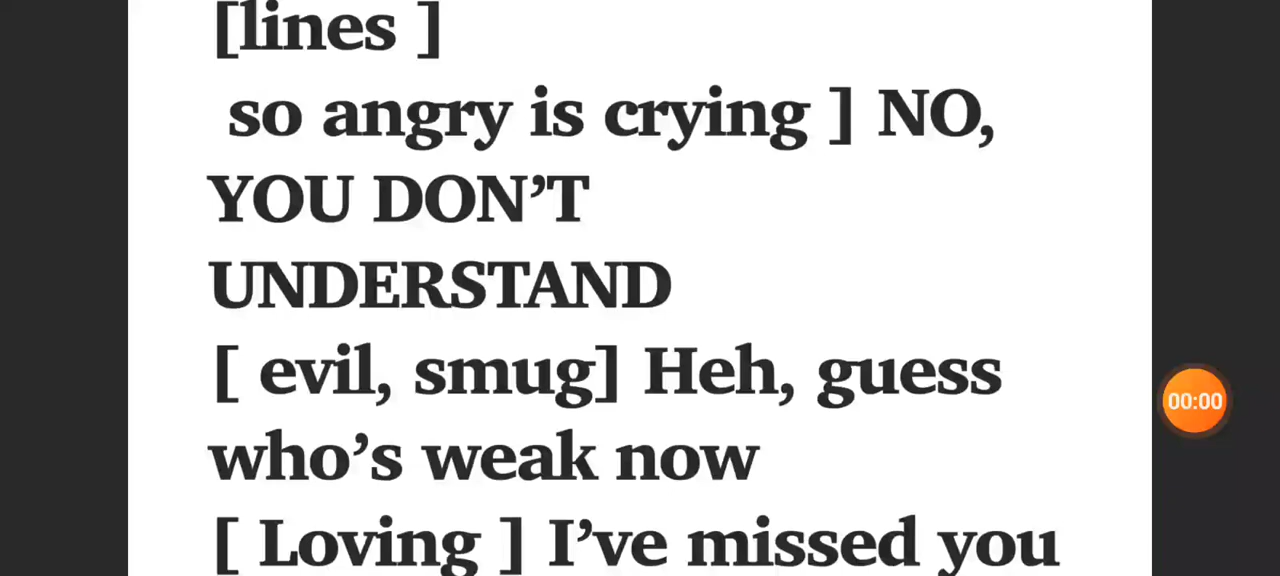 [lines ]
so angry is crying ] NO,
YOU DON’T
UNDERSTAND
[ evil, smug] Heh, guess
who’s weak now
[ Loving ] I’ve missed you
00:00